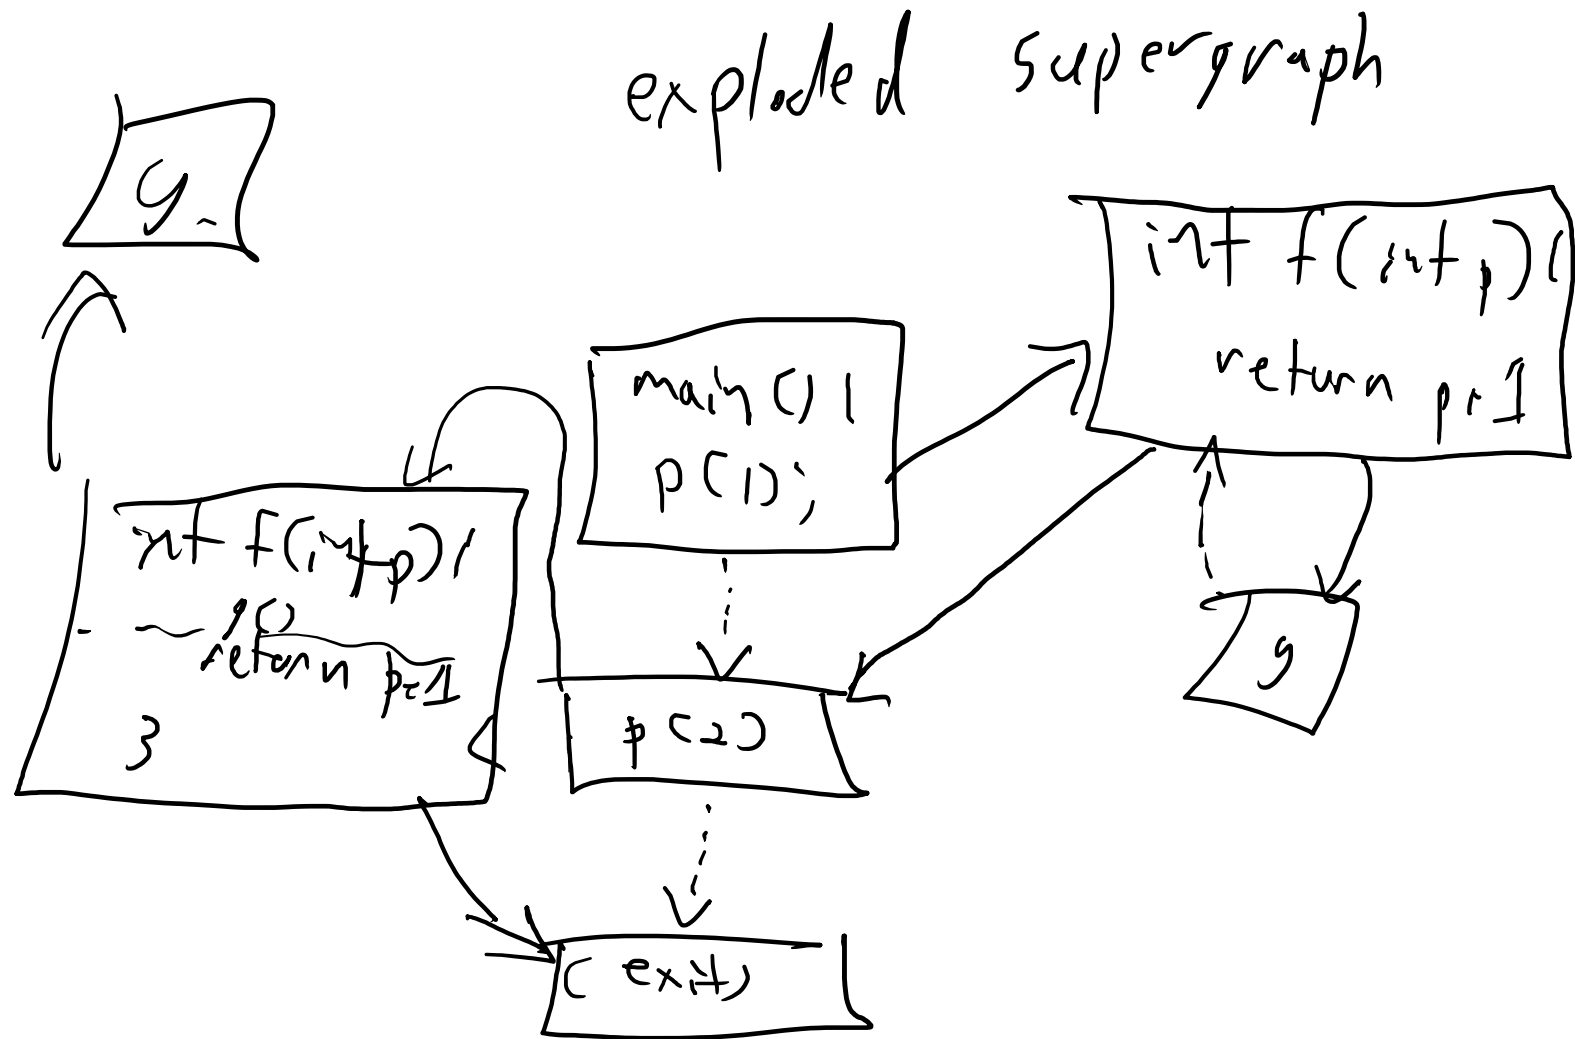 exploded supergraph
y
int f(int p){
return p+1
main(){
p(1);
int f(int p){
g()
return p+1
}
p(2)
g
(exit)